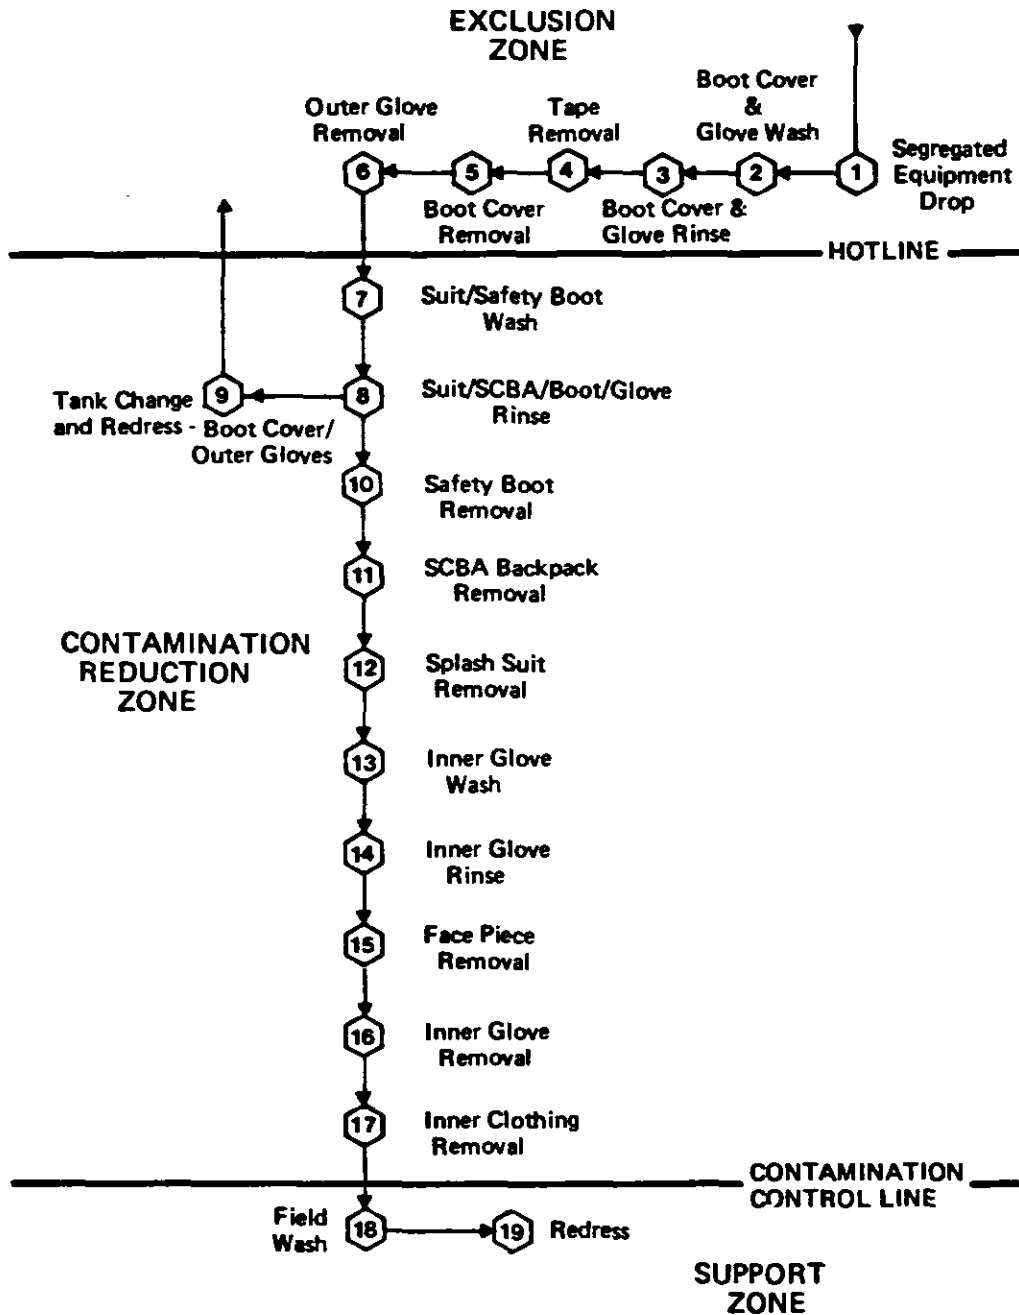 EXCLUSION
ZONE
Boot Cover
&
Glove Wash
Outer Glove
Removal
Tape
Removal
6
5
4
3
2
1
Segregated
Equipment
Drop
Boot Cover
Removal
Boot Cover &
Glove Rinse
HOTLINE
7
Suit/Safety Boot
Wash
9
8
Suit/SCBA/Boot/Glove
Rinse
Tank Change
and Redress - Boot Cover/
Outer Gloves
10
Safety Boot
Removal
11
SCBA Backpack
Removal
CONTAMINATION
REDUCTION
ZONE
12
Splash Suit
Removal
13
Inner Glove
Wash
14
Inner Glove
Rinse
15
Face Piece
Removal
16
Inner Glove
Removal
17
Inner Clothing
Removal
CONTAMINATION
CONTROL LINE
Field
Wash
18
19
Redress
SUPPORT
ZONE